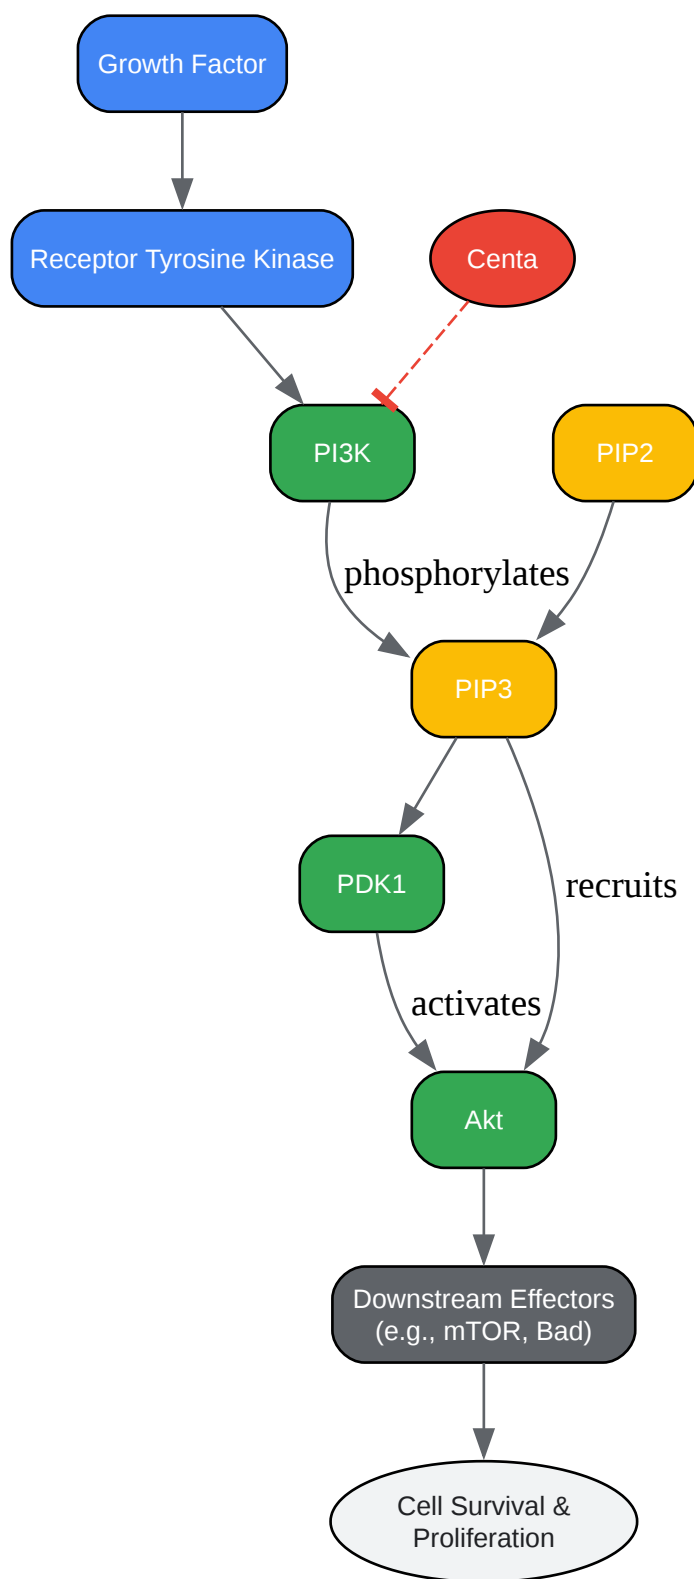 Growth Factor
Receptor Tyrosine Kinase
Centa
PI3K
PIP2
phosphorylates
PIP3
PDK1
recruits
activates
Akt
Downstream Effectors
(e.g., mTOR, Bad)
Cell Survival &
Proliferation